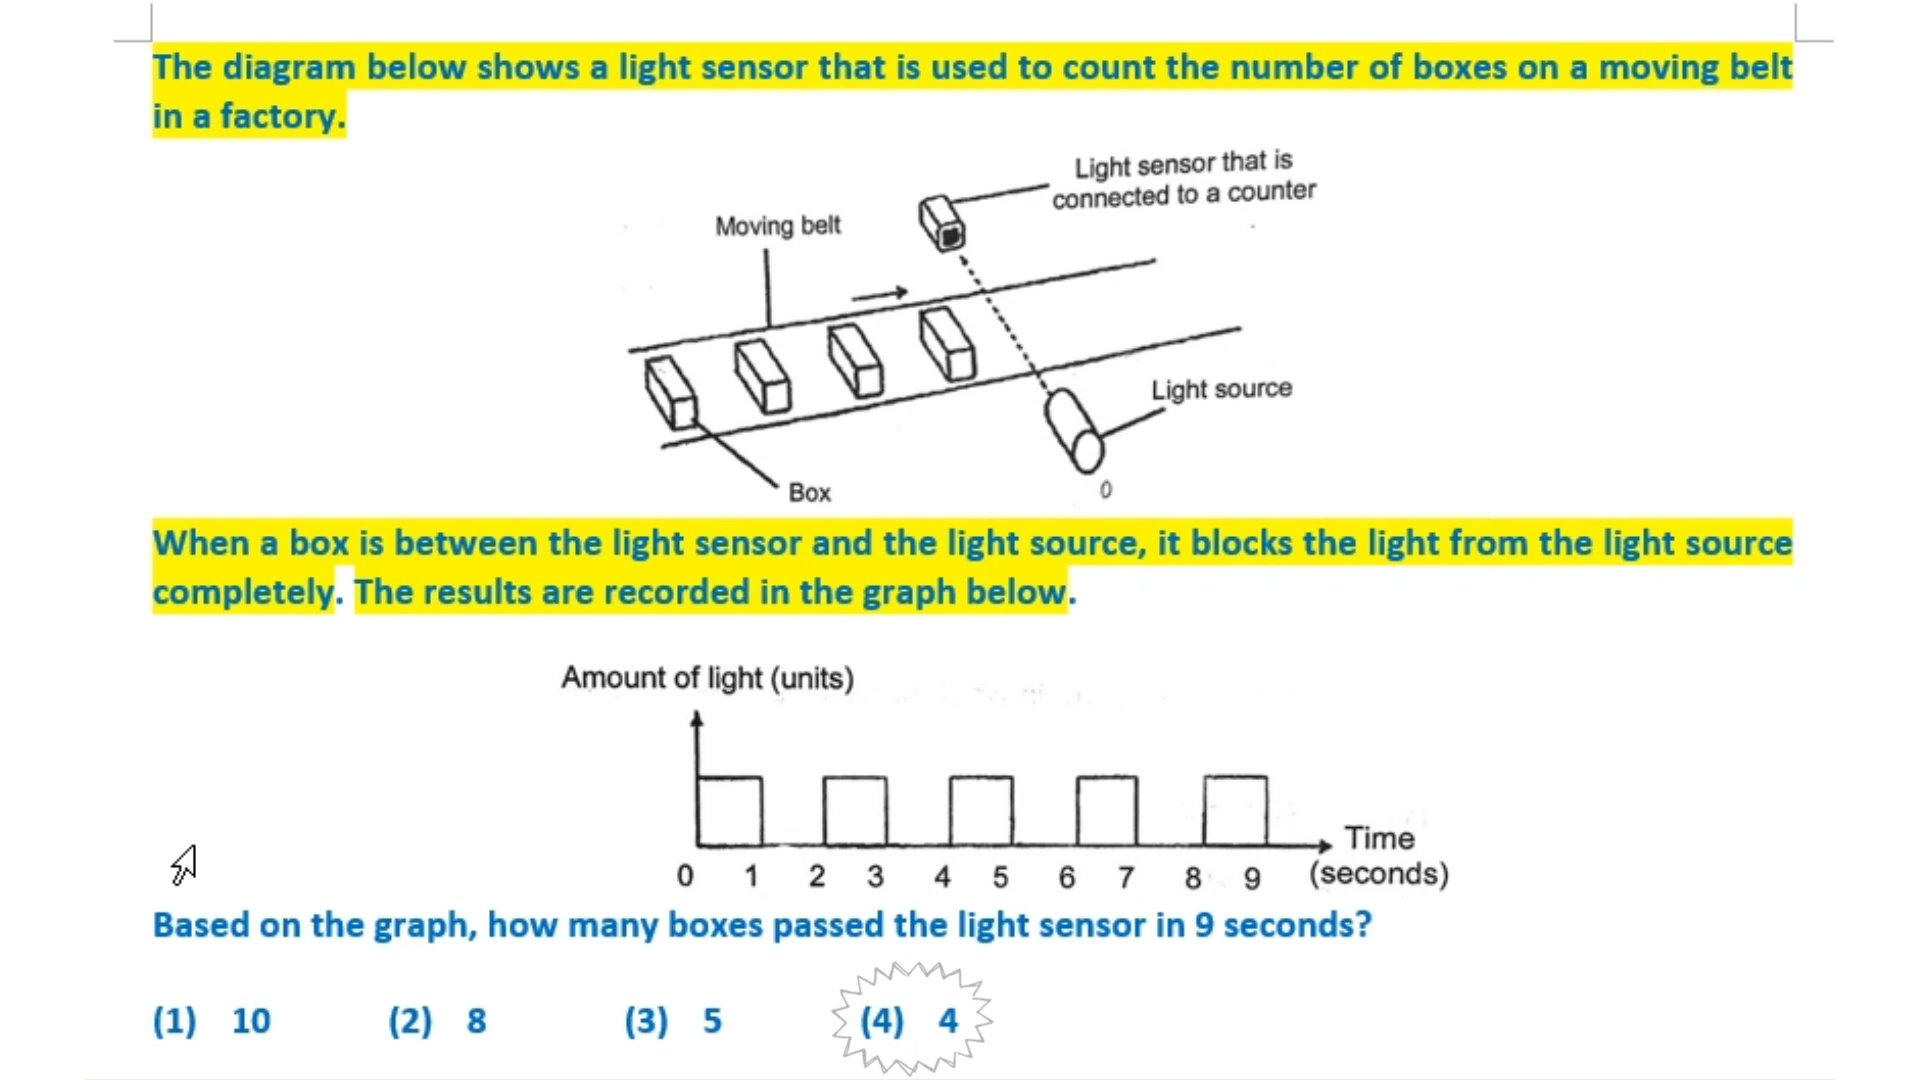 The diagram below shows a light sensor that is used to count the number of boxes on a moving belt
in a factory.
Light sensor that is
connected to a counter
Moving belt
Light source
Box
0
When a box is between the light sensor and the light source, it blocks the light from the light source
completely. The results are recorded in the graph below.
Amount of light (units)
Time
0 1 2 3 4 5 6 7 8 9 (seconds)
Based on the graph, how many boxes passed the light sensor in 9 seconds?
(1) 10 (2) 8 (3) 5 (4) 4